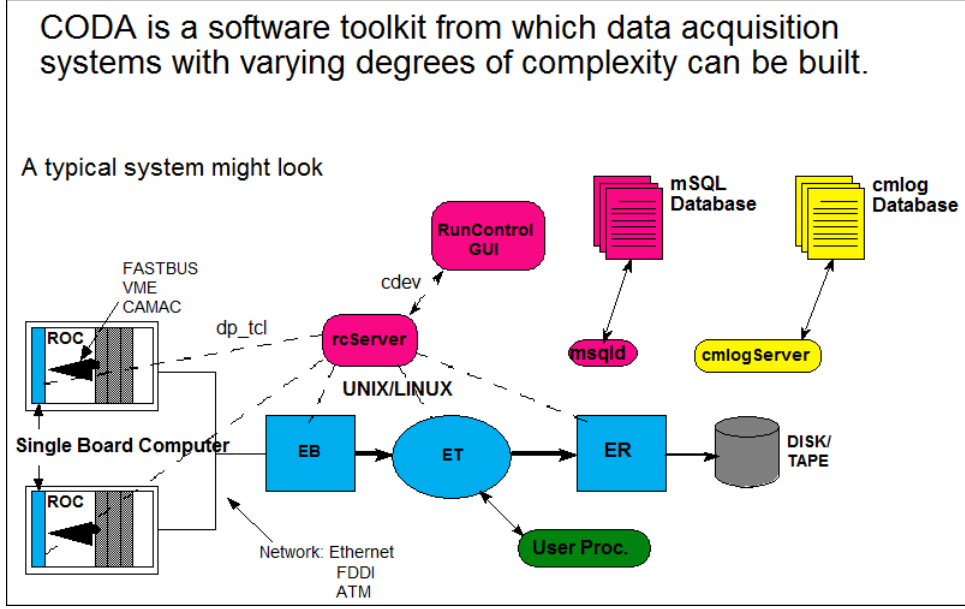 CODA is a software toolkit from which data acquisition
systems with varying degrees of complexity can be built.
A typical system might look
mSQL
Database
cmlog
Database
RunControl
GUI
FASTBUS
VME
CAMAC
cdev
dp_tcl
ROC
rcServer
msqld
cmlogServer
UNIX/LINUX
Single Board Computer
EB
ET
ER
DISK/
TAPE
ROC
Network: Ethernet
FDDI
ATM
User Proc.